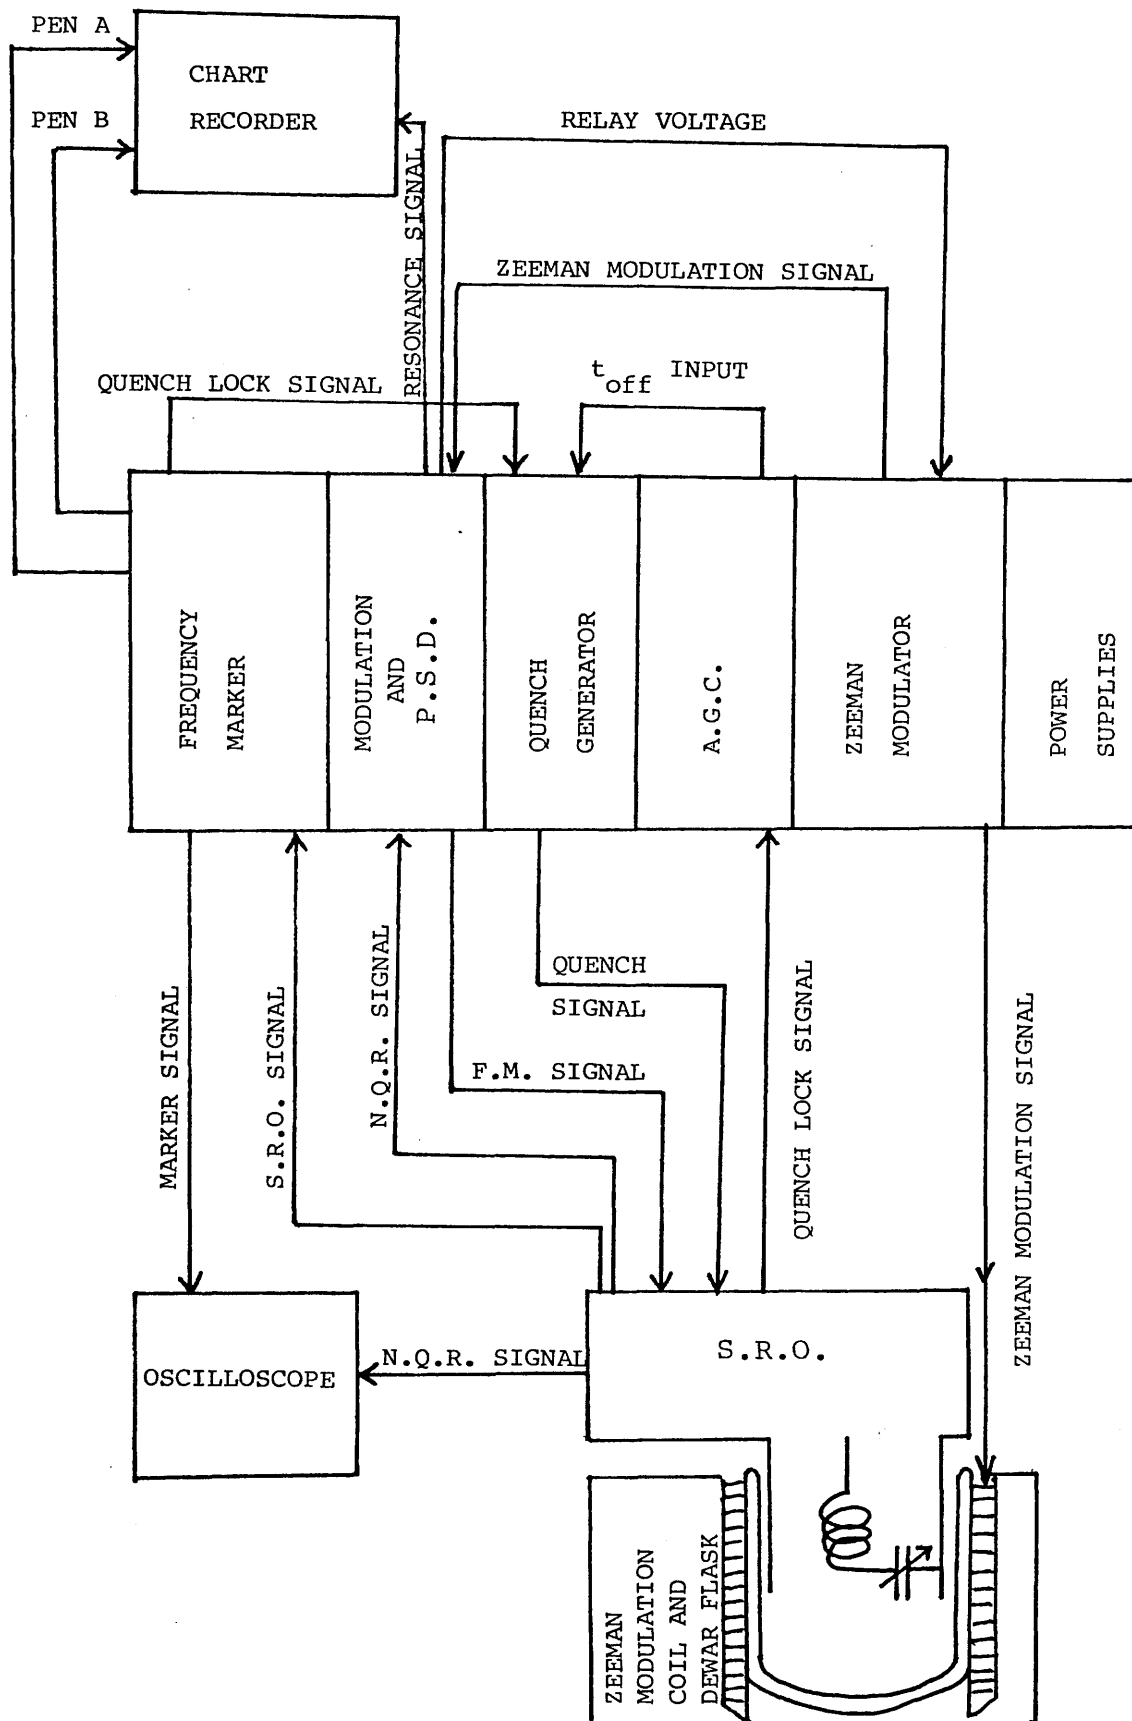 PEN A
CHART
RECORDER
PEN B
RELAY VOLTAGE
RESONANCE SIGNAL
ZEEMAN MODULATION SIGNAL
QUENCH LOCK SIGNAL
toff INPUT
FREQUENCY
MARKER
MODULATION
AND
P.S.D.
QUENCH
GENERATOR
A.G.C.
ZEEMAN
MODULATOR
POWER
SUPPLIES
MARKER SIGNAL
S.R.O. SIGNAL
N.Q.R. SIGNAL
QUENCH
SIGNAL
F.M. SIGNAL
QUENCH LOCK SIGNAL
ZEEMAN MODULATION SIGNAL
OSCILLOSCOPE
N.Q.R. SIGNAL
S.R.O.
ZEEMAN
MODULATION
COIL AND
DEWAR FLASK